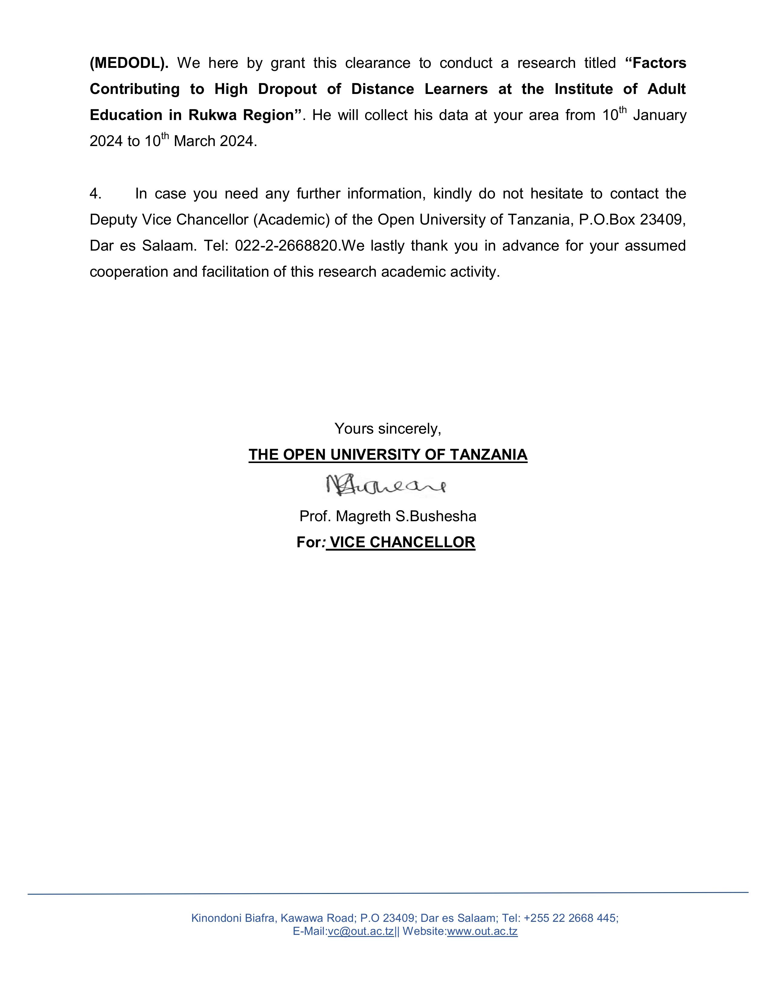 (MEDODL). We here by grant this clearance to conduct a research titled “Factors
Contributing to High Dropout of Distance Learners at the Institute of Adult
Education in Rukwa Region”. He will collect his data at your area from 10th January
2024 to 10th March 2024.
4. In case you need any further information, kindly do not hesitate to contact the
Deputy Vice Chancellor (Academic) of the Open University of Tanzania, P.O.Box 23409,
Dar es Salaam. Tel: 022-2-2668820.We lastly thank you in advance for your assumed
cooperation and facilitation of this research academic activity.
Yours sincerely,
THE OPEN UNIVERSITY OF TANZANIA
Prof. Magreth S.Bushesha
For: VICE CHANCELLOR
Kinondoni Biafra, Kawawa Road; P.O 23409; Dar es Salaam; Tel: +255 22 2668 445;
E-Mail:vc@out.ac.tz|| Website:www.out.ac.tz